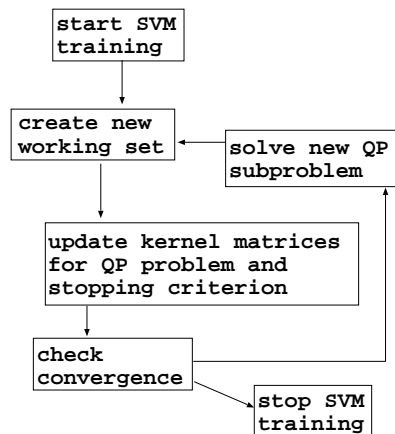 start SVM
training
create new
working set
solve new QP
subproblem
update kernel matrices
for QP problem and
stopping criterion
check
convergence
stop SVM
training